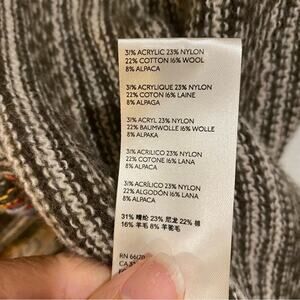 31% ACRYLIC 23% NYLON
22% COTTON 16% WOOL
8% ALPACA
31% ACRYLIQUE 23% NYLON
22% COTON 16% LAINE
8% ALPAGA
31% ACRYL 23% NYLON
22% BAUMWOLLE 16% WOLLE
8% ALPAKA
31% ACRILICO 23% NYLON
22% COTONE 16% LANA
8% ALPACA
31% ACRÍLICO 23% NYLON
22% ALGODÓN 16% LANA
8% ALPACA
31% 腈纶 23% 尼龙 22% 棉
16% 羊毛 8% 羊驼毛
RN 66170